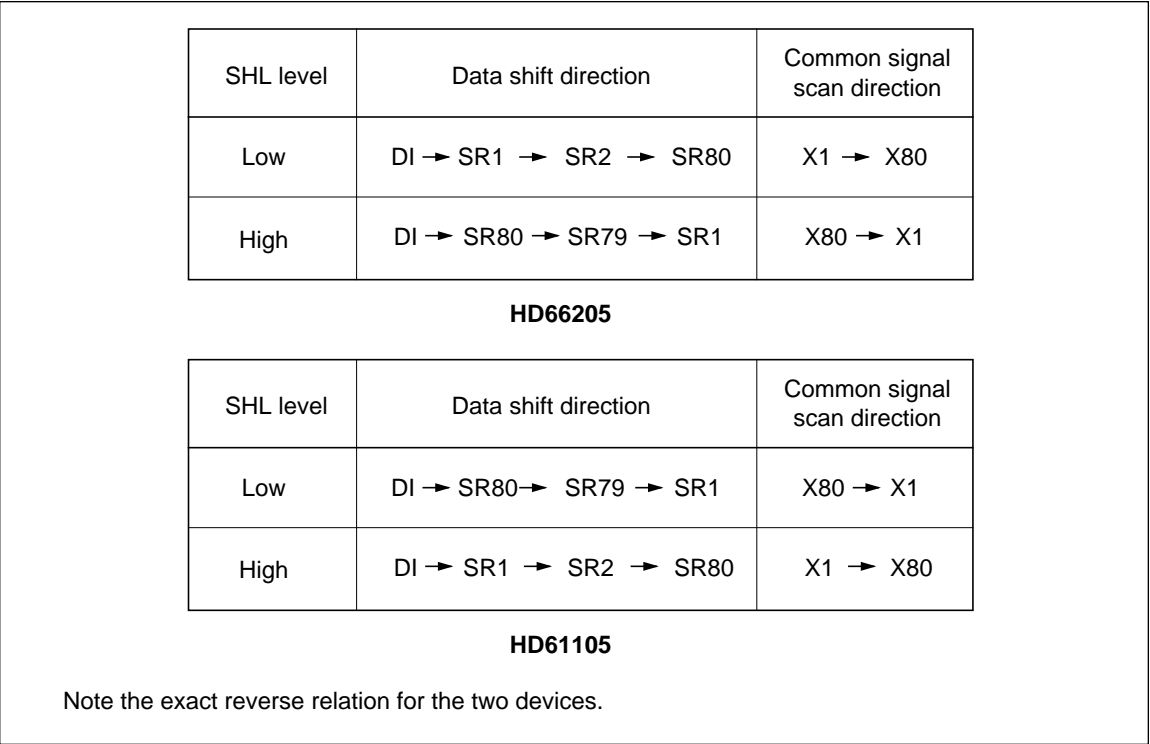 SHL level Data shift direction Common signal scan direction
Low DI → SR1 → SR2 → SR80 X1 → X80
High DI → SR80 → SR79 → SR1 X80 → X1
HD66205
SHL level Data shift direction Common signal scan direction
Low DI → SR80 → SR79 → SR1 X80 → X1
High DI → SR1 → SR2 → SR80 X1 → X80
HD61105
Note the exact reverse relation for the two devices.